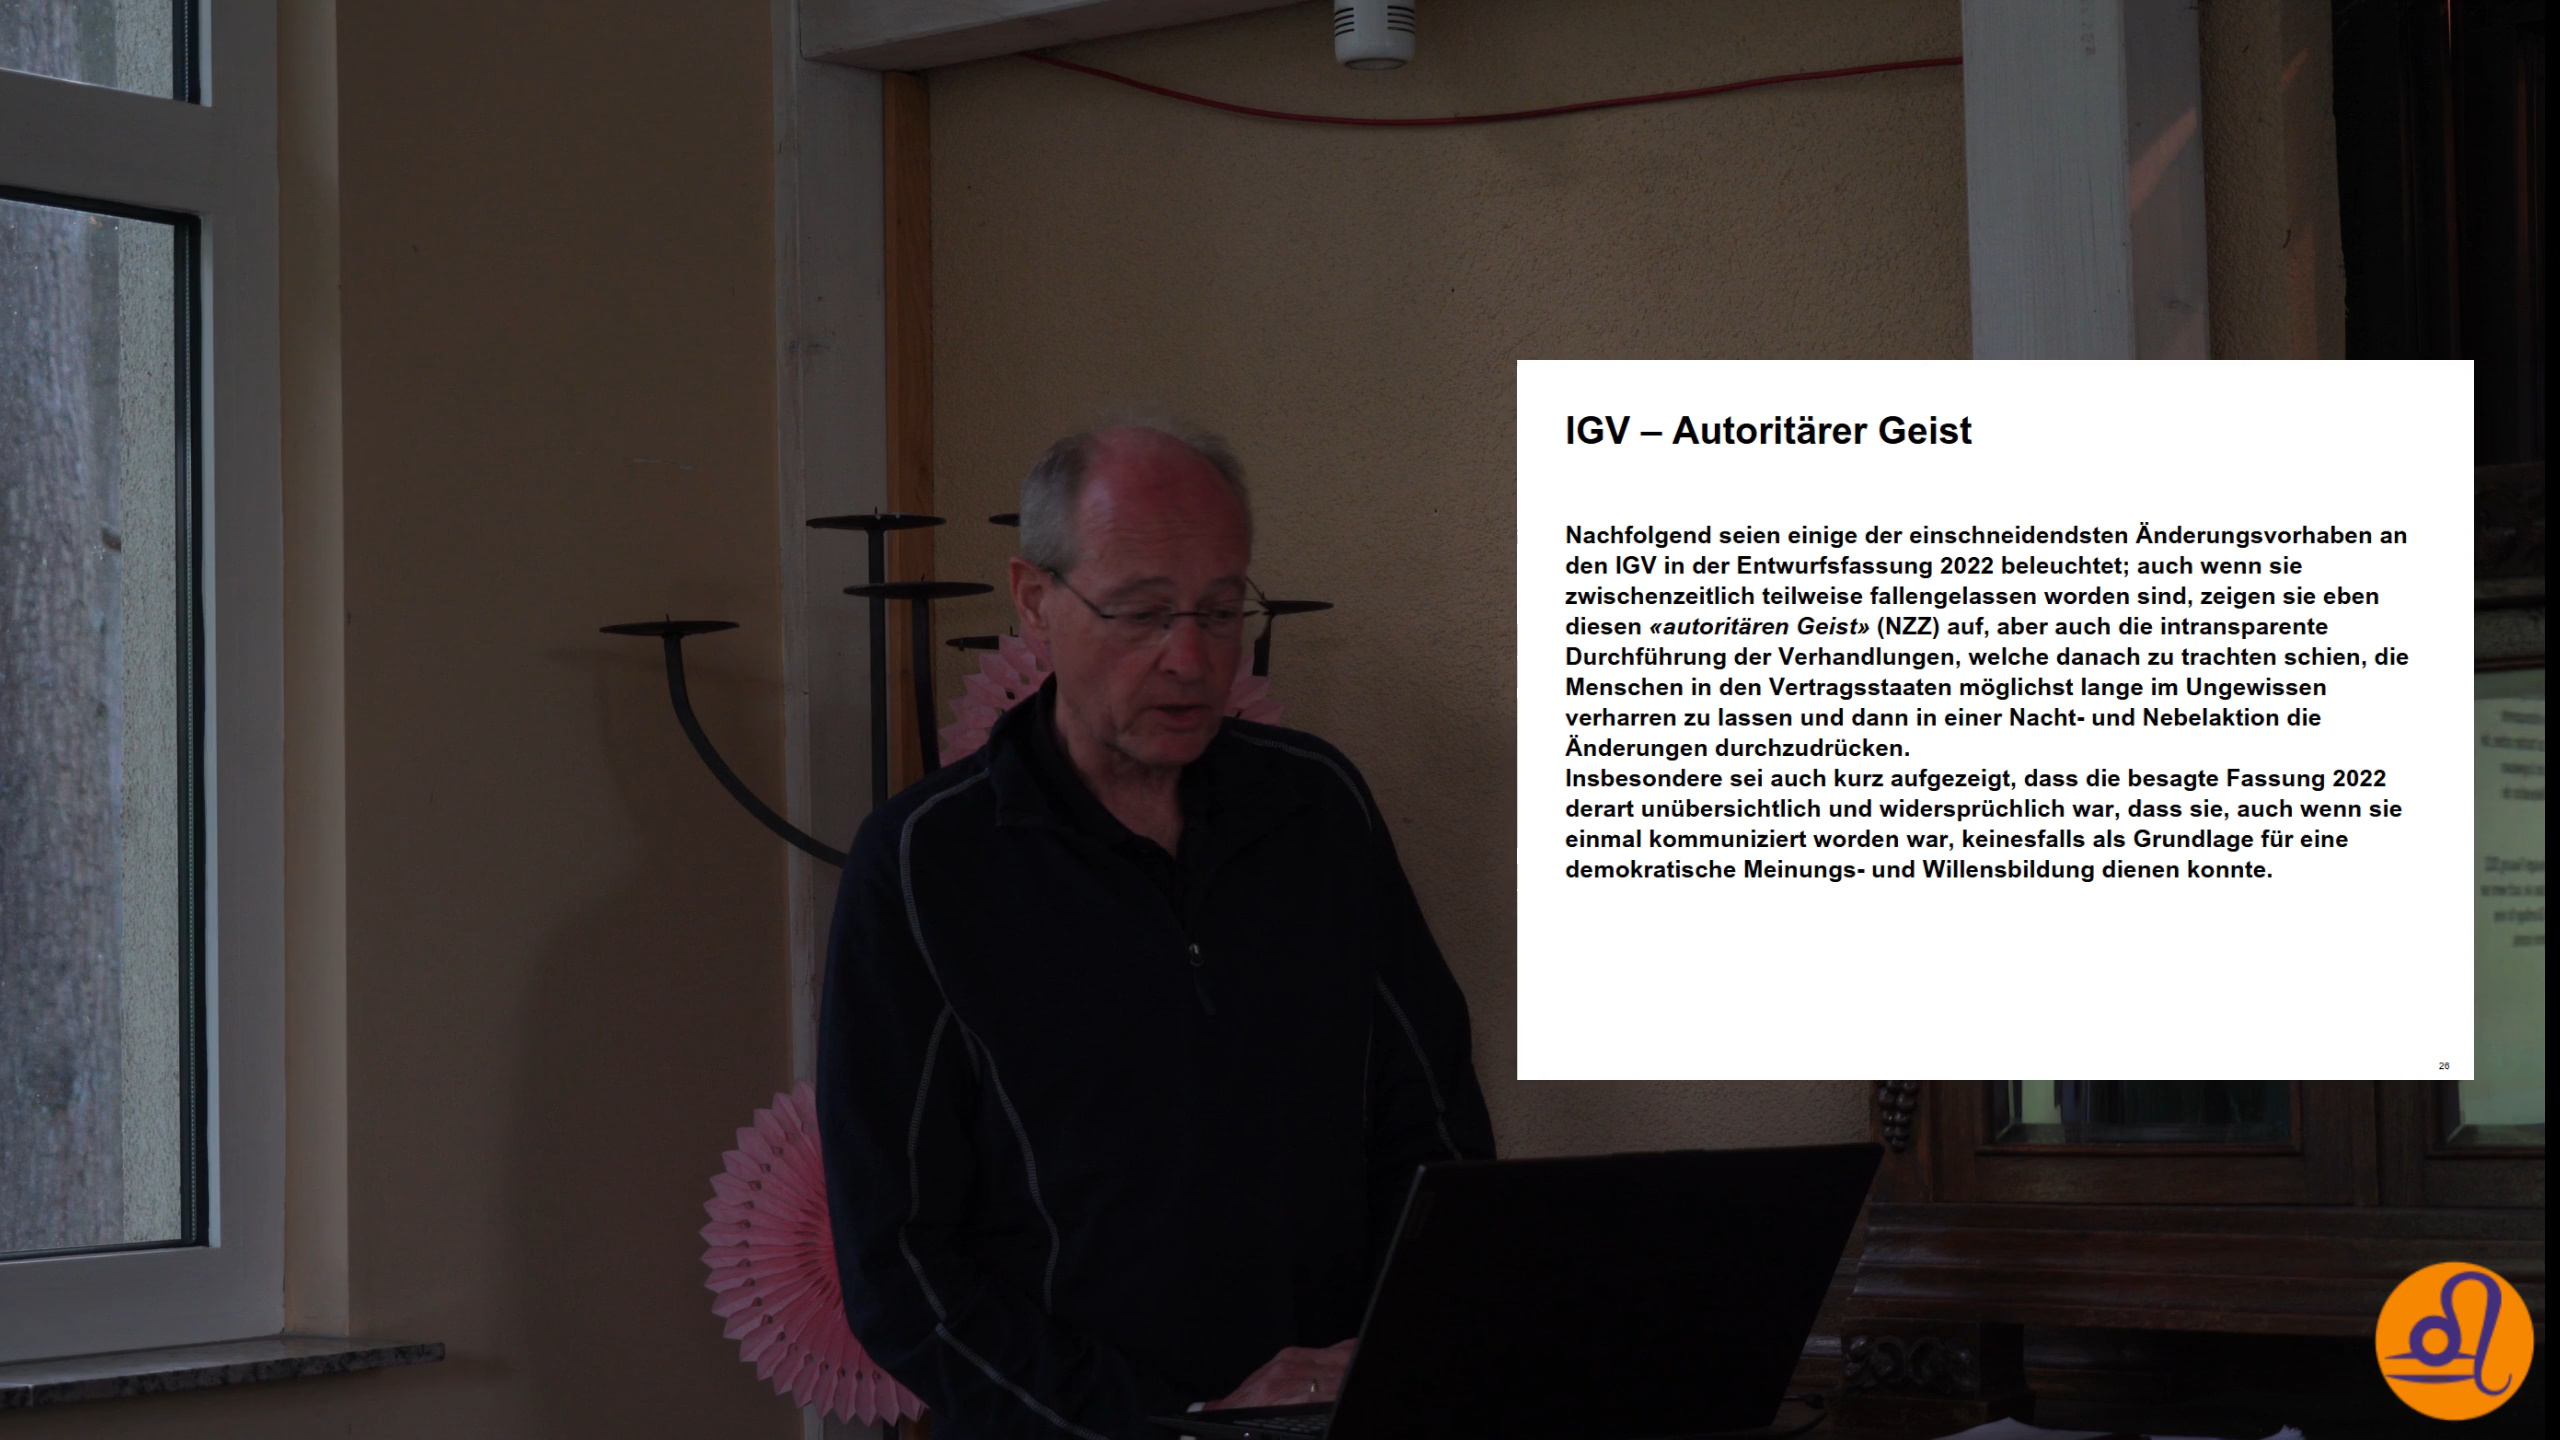 IGV – Autoritärer Geist
Nachfolgend seien einige der einschneidendsten Änderungsvorhaben an
den IGV in der Entwurfsfassung 2022 beleuchtet; auch wenn sie
zwischenzeitlich teilweise fallengelassen worden sind, zeigen sie eben
diesen «autoritären Geist» (NZZ) auf, aber auch die intransparente
Durchführung der Verhandlungen, welche danach zu trachten schien, die
Menschen in den Vertragsstaaten möglichst lange im Ungewissen
verharren zu lassen und dann in einer Nacht- und Nebelaktion die
Änderungen durchzudrücken.
Insbesondere sei auch kurz aufgezeigt, dass die besagte Fassung 2022
derart unübersichtlich und widersprüchlich war, dass sie, auch wenn sie
einmal kommuniziert worden war, keinesfalls als Grundlage für eine
demokratische Meinungs- und Willensbildung dienen konnte.
26